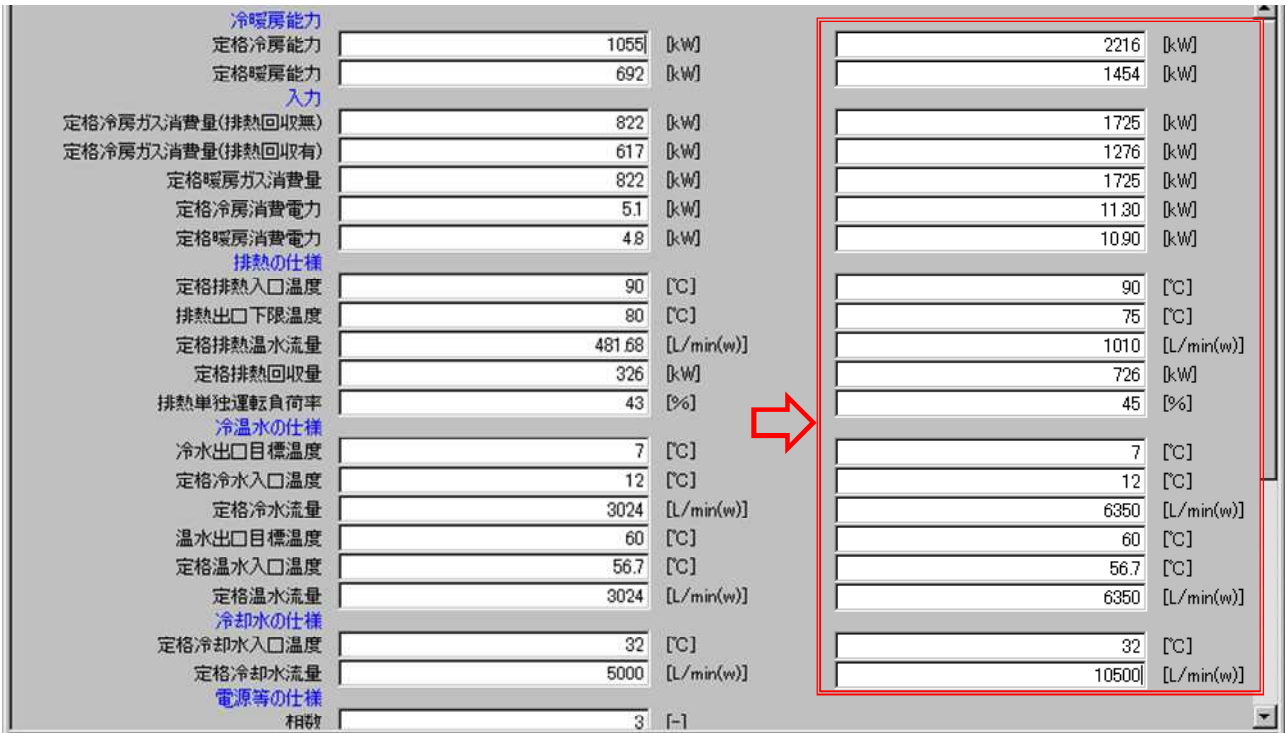 冷暖房能力
定格冷房能力 1055 [kW] 2216 [kW]
定格暖房能力 692 [kW] 1454 [kW]
入力
定格冷房ガス消費量(排熱回収無) 822 [kW] 1725 [kW]
定格冷房ガス消費量(排熱回収有) 617 [kW] 1276 [kW]
定格暖房ガス消費量 822 [kW] 1725 [kW]
定格冷房消費電力 5.1 [kW] 11.30 [kW]
定格暖房消費電力 4.8 [kW] 10.90 [kW]
排熱の仕様
定格排熱入口温度 90 [℃] 90 [℃]
排熱出口下限温度 80 [℃] 75 [℃]
定格排熱温水流量 481.68 [L/min(w)] 1010 [L/min(w)]
定格排熱回収量 326 [kW] 726 [kW]
排熱単独運転負荷率 43 [%] 45 [%]
冷温水の仕様
冷水出口目標温度 7 [℃] 7 [℃]
定格冷水入口温度 12 [℃] 12 [℃]
定格冷水流量 3024 [L/min(w)] 6350 [L/min(w)]
温水出口目標温度 60 [℃] 60 [℃]
定格温水入口温度 56.7 [℃] 56.7 [℃]
定格温水流量 3024 [L/min(w)] 6350 [L/min(w)]
冷却水の仕様
定格冷却水入口温度 32 [℃] 32 [℃]
定格冷却水流量 5000 [L/min(w)] 10500 [L/min(w)]
電源等の仕様
相数 3 [-]